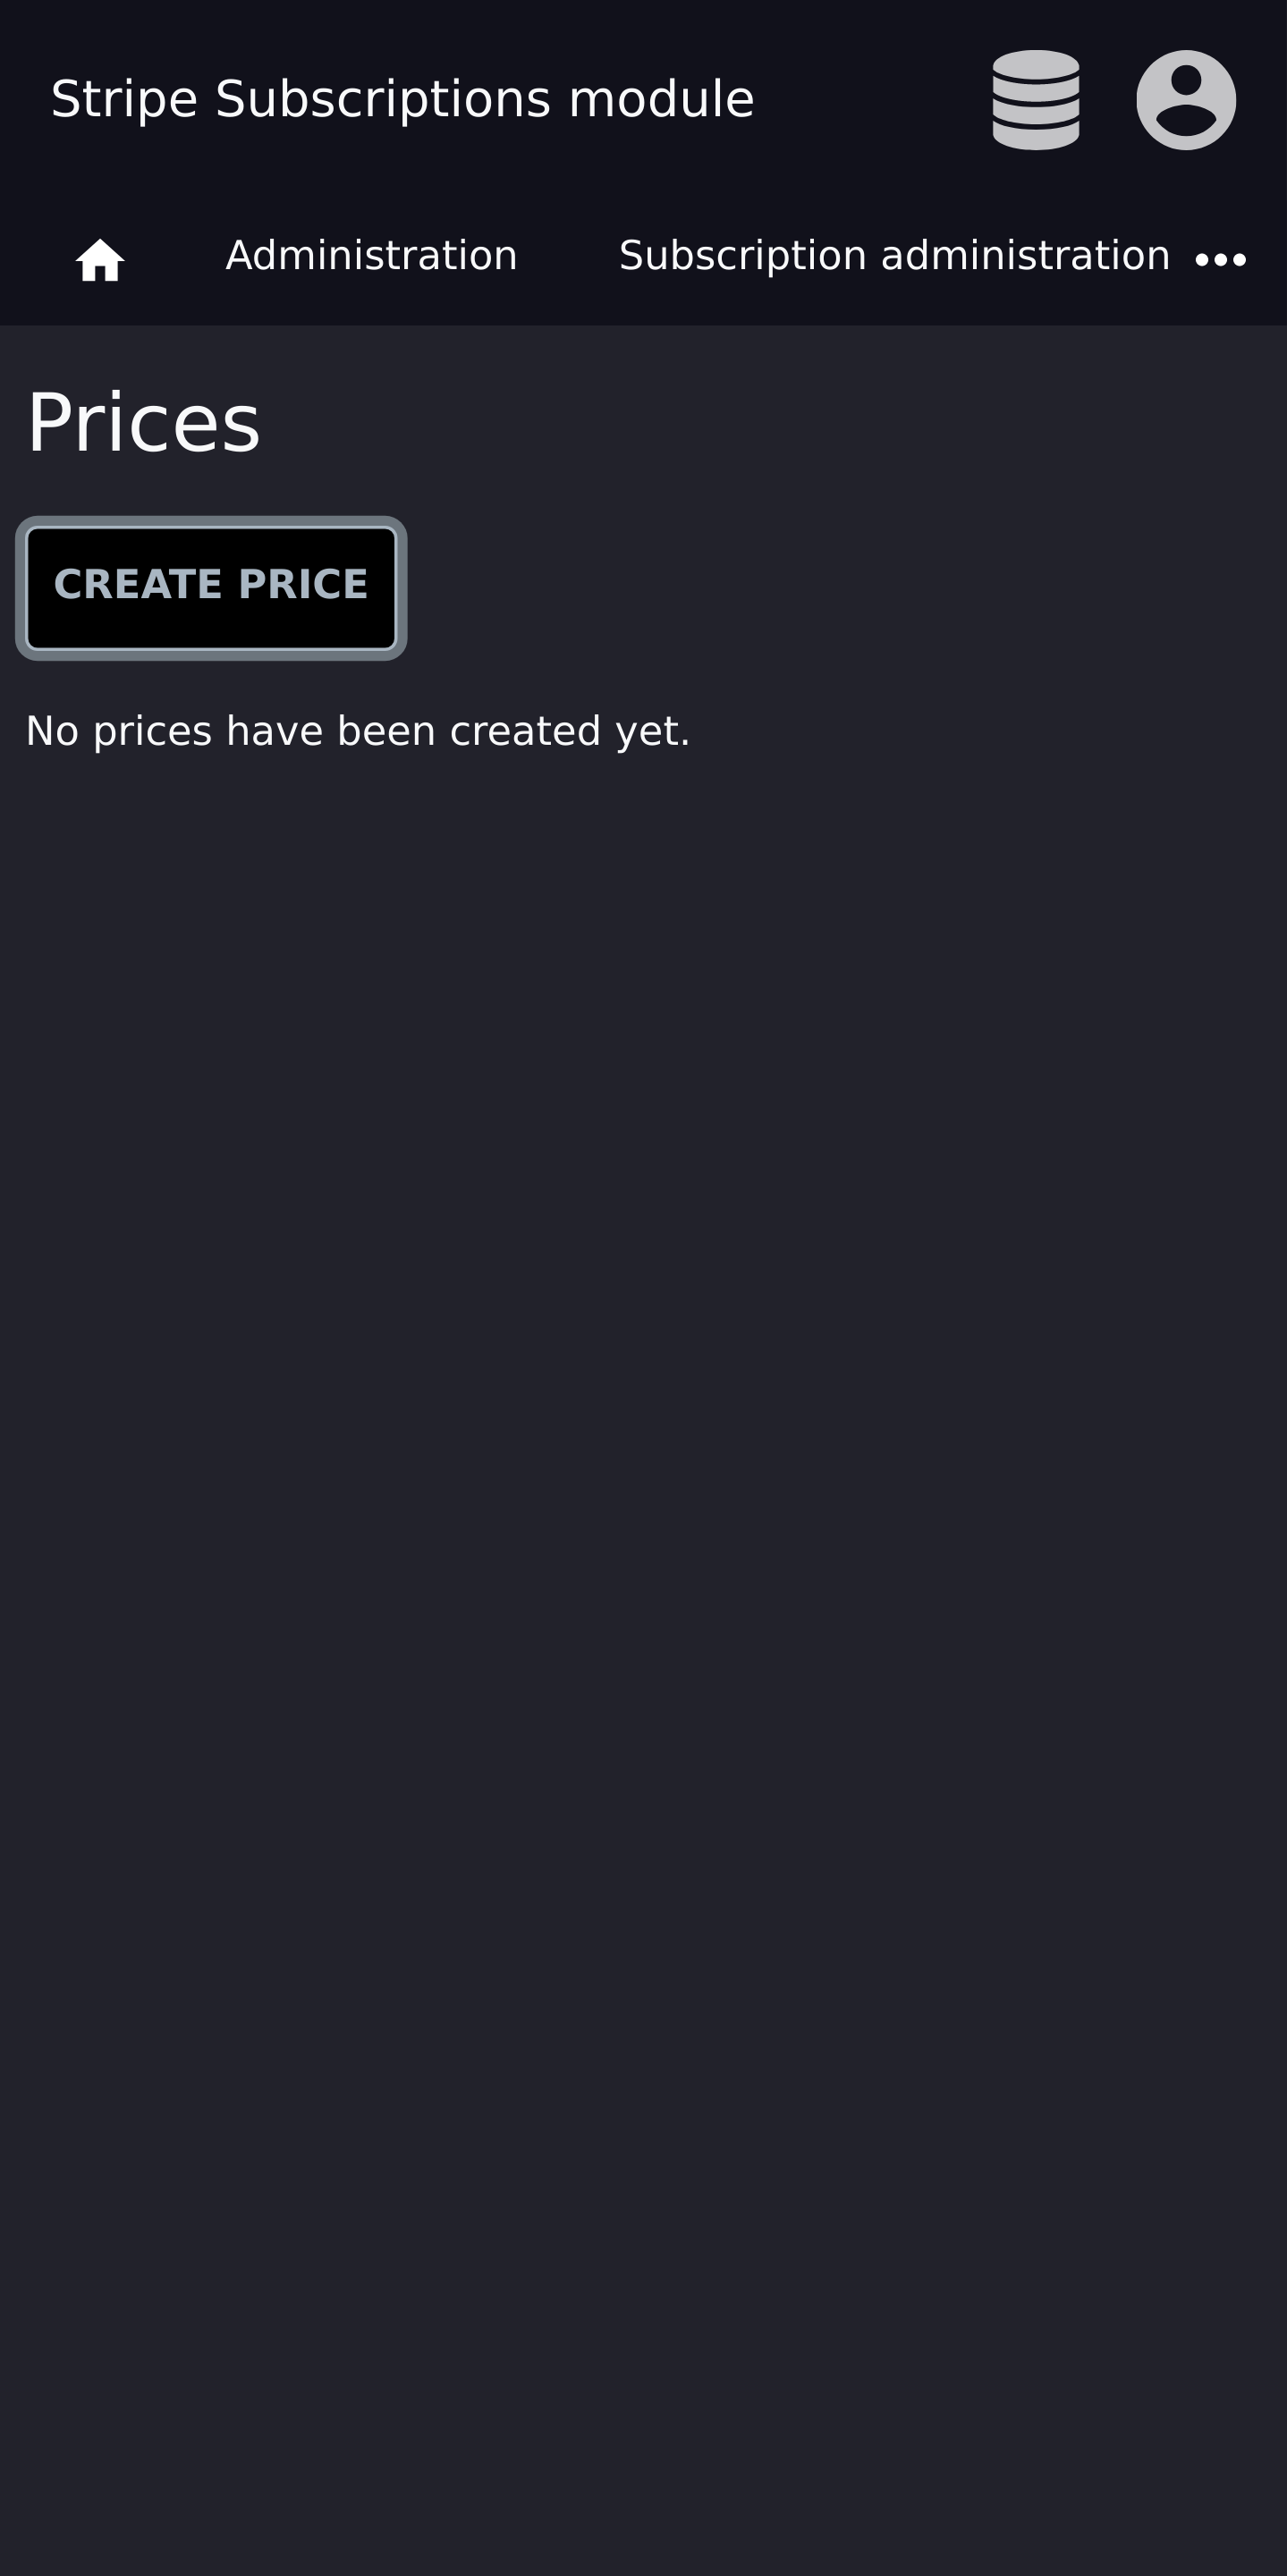 Stripe Subscriptions module
Administration
Subscription administration
Prices
CREATE PRICE
No prices have been created yet.